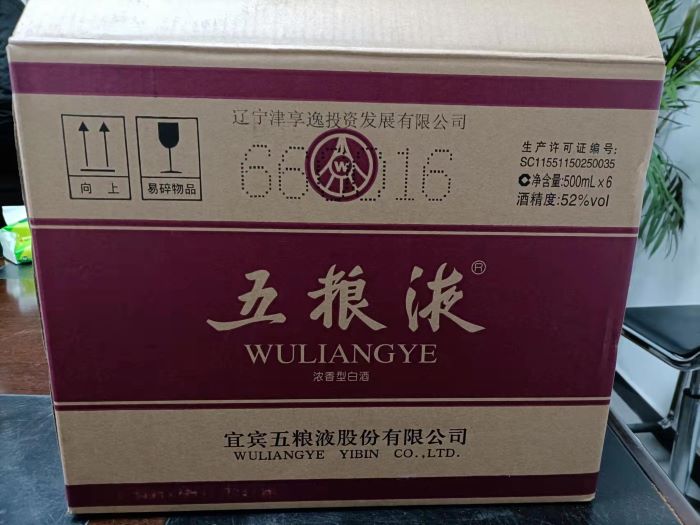 辽宁津享逸投资发展有限公司
W
向上
易碎物品
生产许可证编号:
SC11551150250035
净含量:500mL×6
酒精度:52%vol
五粮液®
WULIANGYE
浓香型白酒
宜宾五粮液股份有限公司
WULIANGYE YIBIN CO.,LTD.